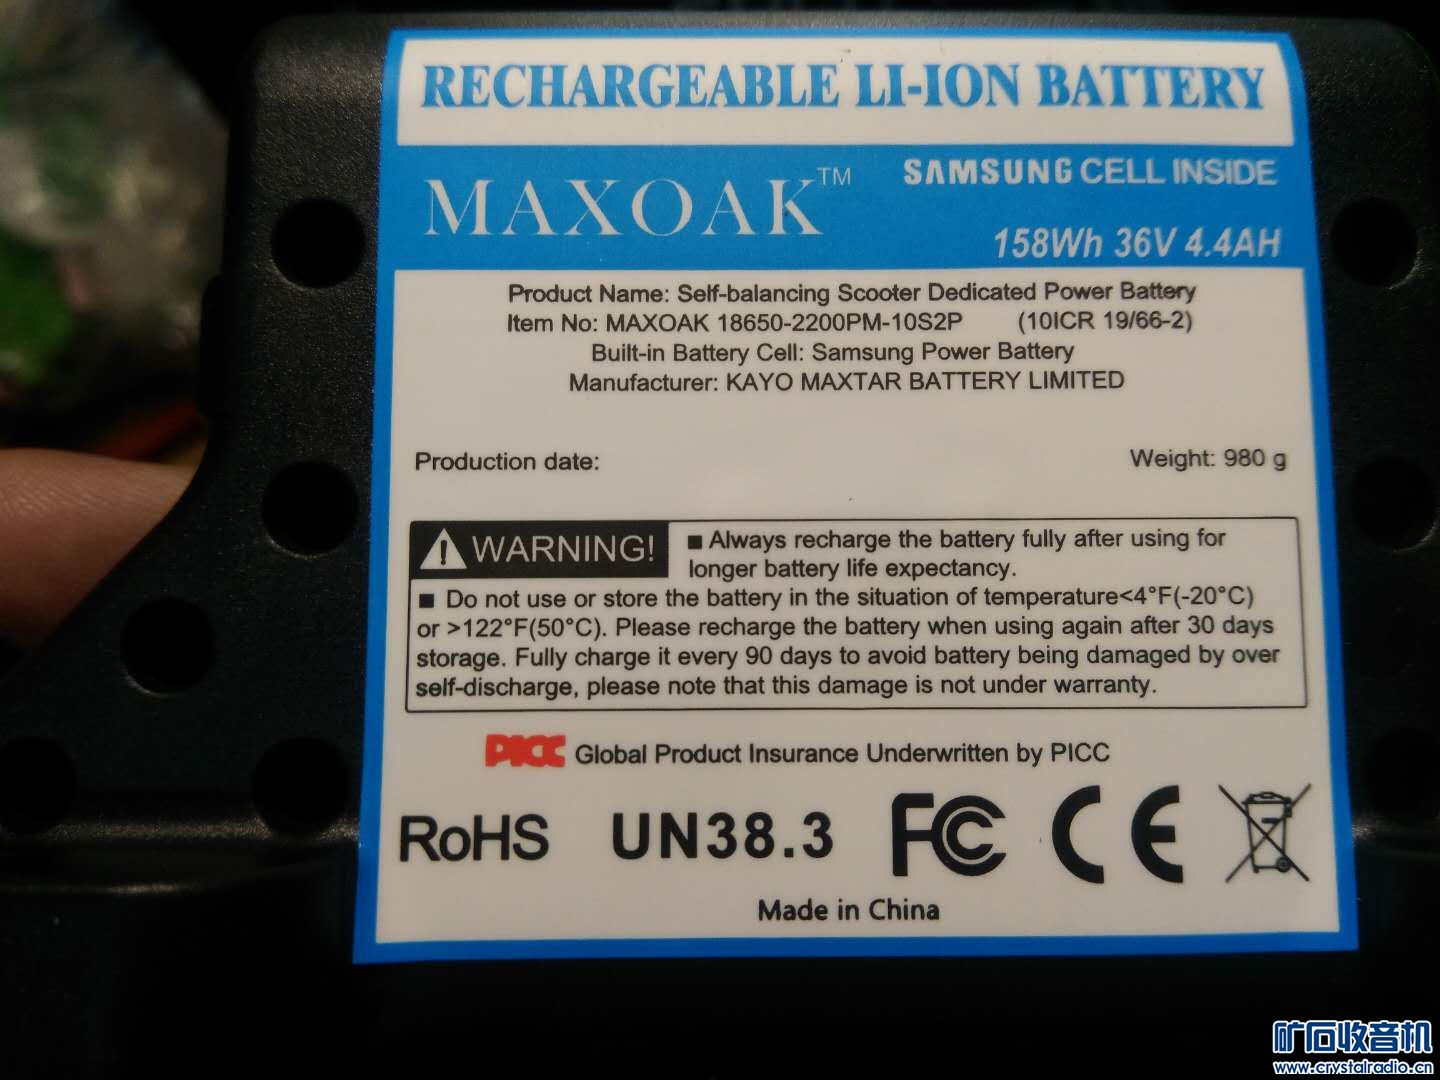 RECHARGEABLE LI-ION BATTERY
MAXOAK™
SAMSUNG CELL INSIDE
158Wh 36V 4.4AH
Product Name: Self-balancing Scooter Dedicated Power Battery
Item No: MAXOAK 18650-2200PM-10S2P (10ICR 19/66-2)
Built-in Battery Cell: Samsung Power Battery
Manufacturer: KAYO MAXTAR BATTERY LIMITED
Production date:
Weight: 980 g
WARNING!
■ Always recharge the battery fully after using for
longer battery life expectancy.
■ Do not use or store the battery in the situation of temperature<4°F(-20°C)
or >122°F(50°C). Please recharge the battery when using again after 30 days
storage. Fully charge it every 90 days to avoid battery being damaged by over
self-discharge, please note that this damage is not under warranty.
PICC Global Product Insurance Underwritten by PICC
RoHS UN38.3 FC CE
Made in China
矿石收音机
www.crystalradio.cn